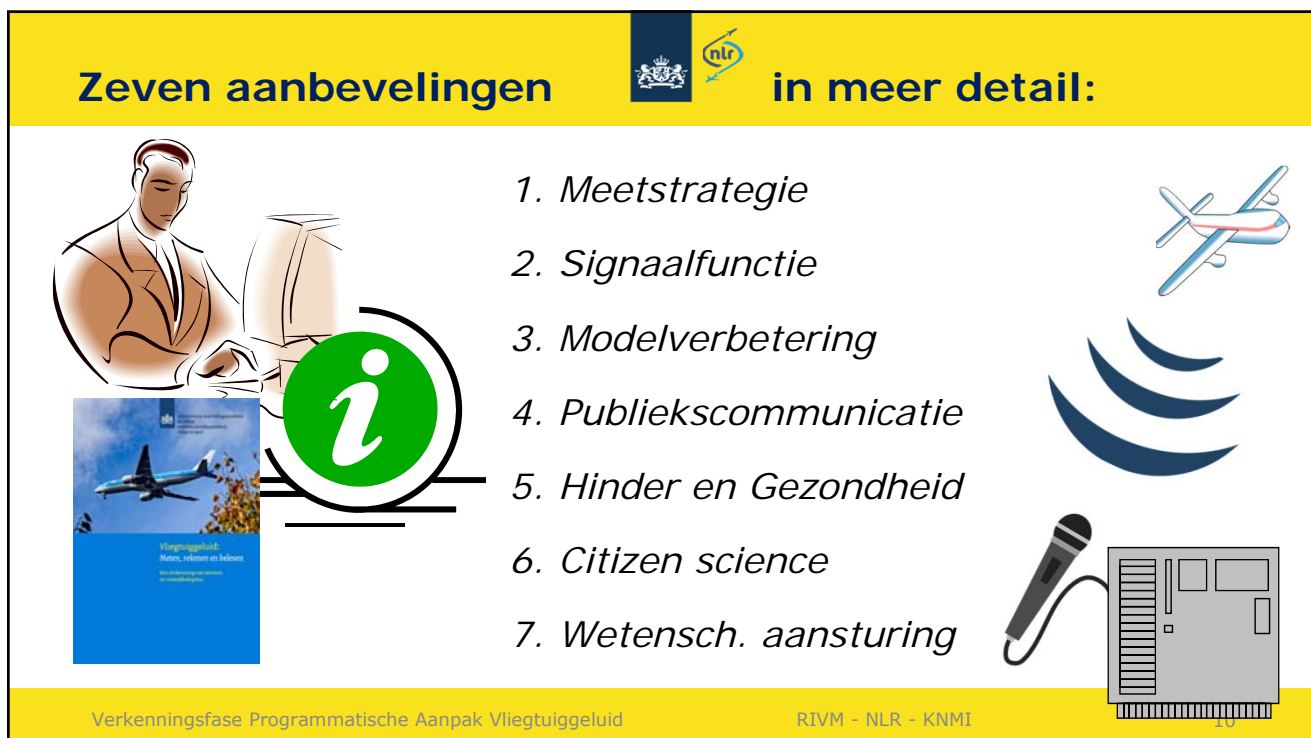 Zeven aanbevelingen
nlr
in meer detail:
1. Meetstrategie
2. Signaalfunctie
3. Modelverbetering
4. Publiekscommunicatie
5. Hinder en Gezondheid
6. Citizen science
7. Wetensch. aansturing
i
Vliegtuiggeluid:
Meten, rekenen en beleven
Verkenningsfase Programmatische Aanpak Vliegtuiggeluid
RIVM - NLR - KNMI
10